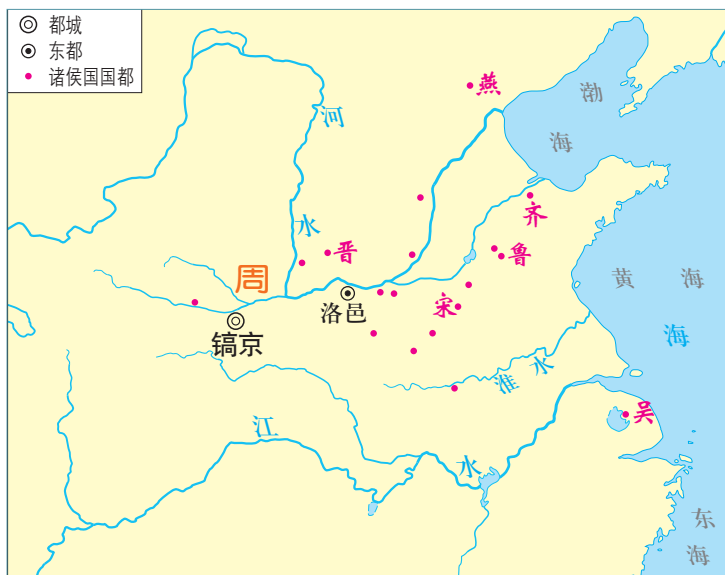 都城
东都
诸侯国国都
燕
渤
海
河
水
齐
晋
鲁
周
黄海
海
洛邑
宋
镐京
淮水
吴
江
水
东
海